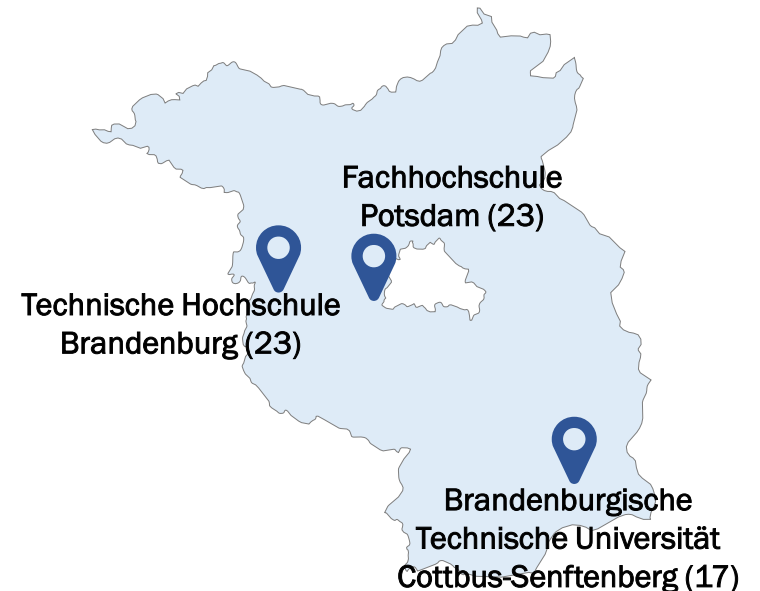 Fachhochschule
Potsdam (23)
Technische Hochschule
Brandenburg (23)
Brandenburgische
Technische Universität
Cottbus-Senftenberg (17)